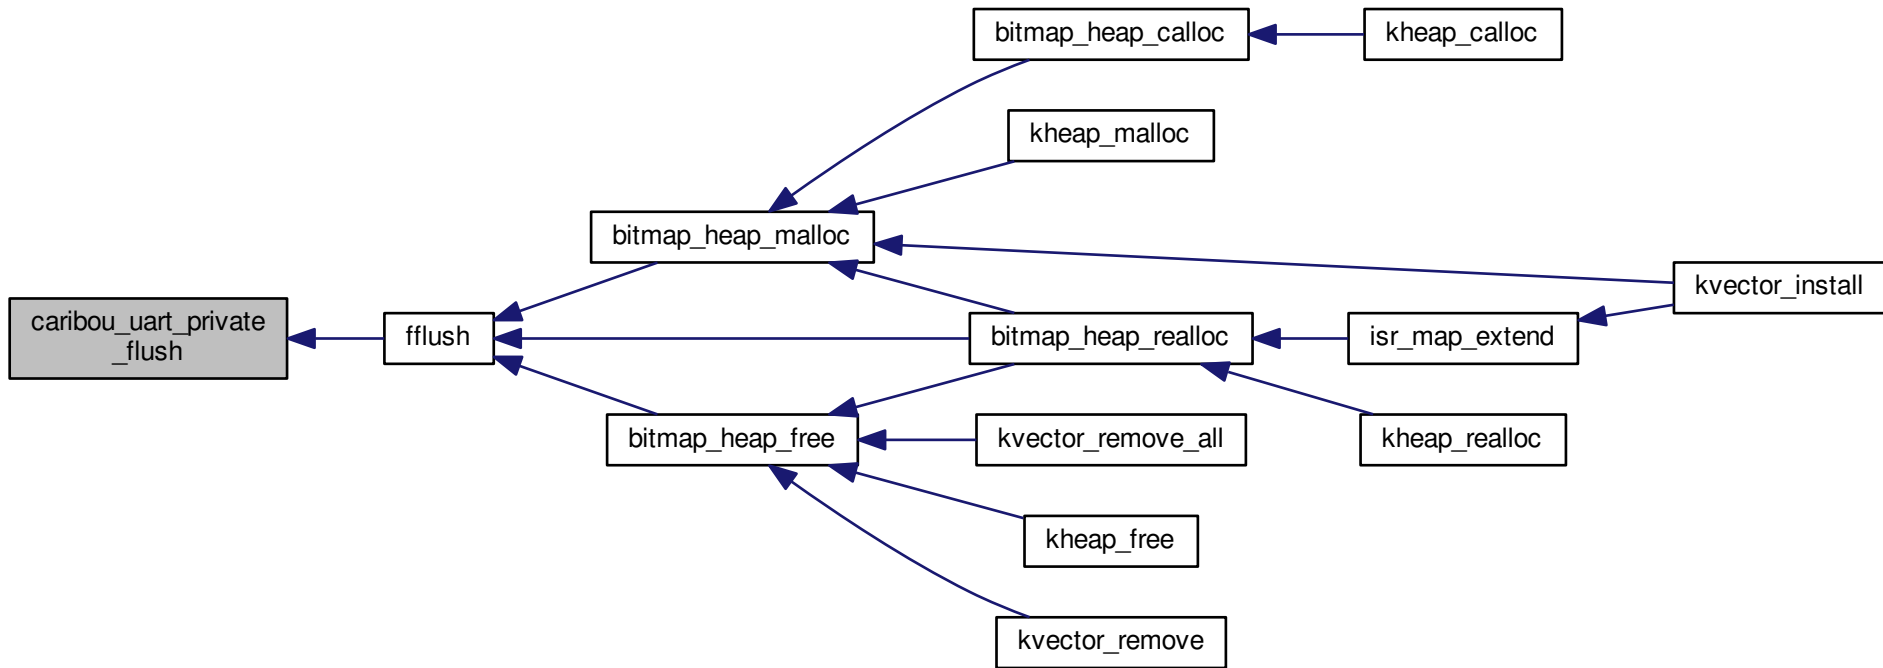 bitmap_heap_calloc
kheap_calloc
kheap_malloc
bitmap_heap_malloc
kvector_install
caribou_uart_private
_flush
fflush
bitmap_heap_realloc
isr_map_extend
bitmap_heap_free
kvector_remove_all
kheap_realloc
kheap_free
kvector_remove